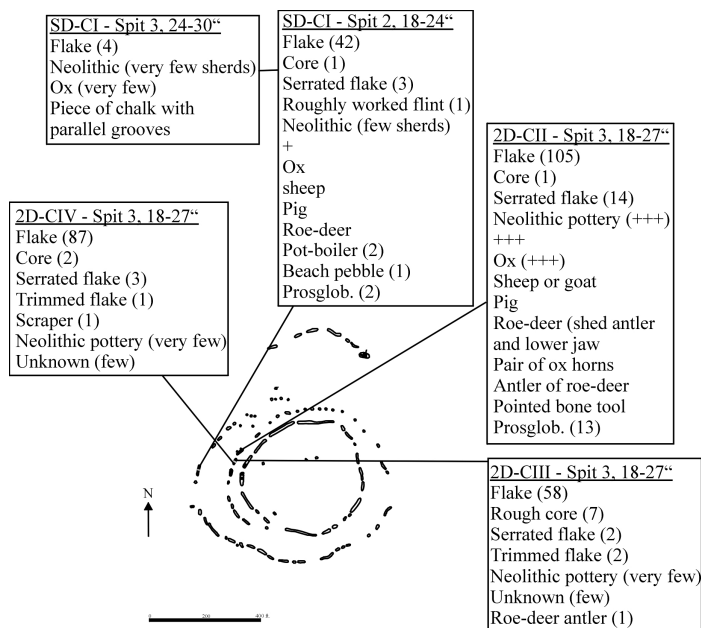 SD-CI - Spit 3, 24-30“
Flake (4)
Neolithic (very few sherds)
Ox (very few)
Piece of chalk with
parallel grooves
SD-CI - Spit 2, 18-24“
Flake (42)
Core (1)
Serrated flake (3)
Roughly worked flint (1)
Neolithic (few sherds)
+
Ox
sheep
Pig
Roe-deer
Pot-boiler (2)
Beach pebble (1)
Prosglob. (2)
2D-CII - Spit 3, 18-27“
Flake (105)
Core (1)
Serrated flake (14)
Neolithic pottery (+++)
+++
Ox (+++)
Sheep or goat
Pig
Roe-deer (shed antler
and lower jaw
Pair of ox horns
Antler of roe-deer
Pointed bone tool
Prosglob. (13)
2D-CIV - Spit 3, 18-27“
Flake (87)
Core (2)
Serrated flake (3)
Trimmed flake (1)
Scraper (1)
Neolithic pottery (very few)
Unknown (few)
2D-CIII - Spit 3, 18-27“
Flake (58)
Rough core (7)
Serrated flake (2)
Trimmed flake (2)
Neolithic pottery (very few)
Unknown (few)
Roe-deer antler (1)
N
0 200 400 ft.